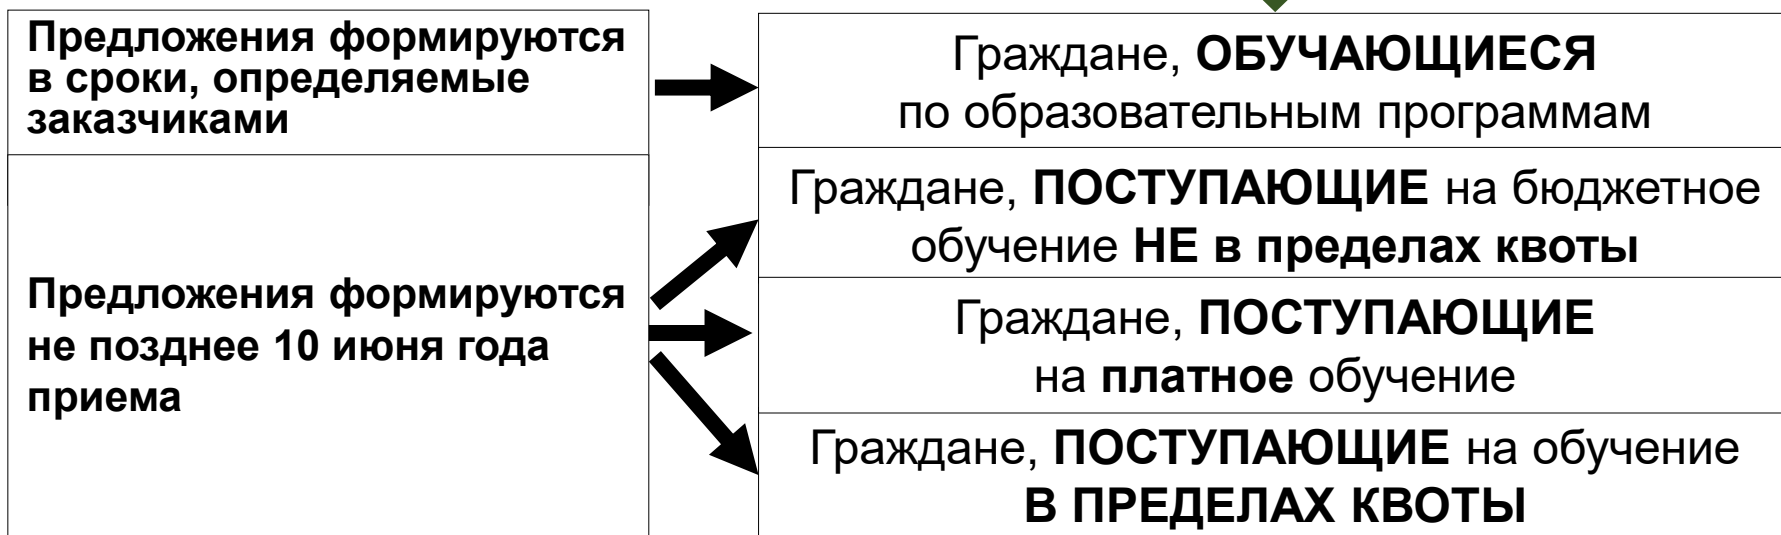 Предложения формируются
в сроки, определяемые
заказчиками
Граждане, ОБУЧАЮЩИЕСЯ
по образовательным программам
Предложения формируются
не позднее 10 июня года
приема
Граждане, ПОСТУПАЮЩИЕ на бюджетное
обучение НЕ в пределах квоты
Граждане, ПОСТУПАЮЩИЕ
на платное обучение
Граждане, ПОСТУПАЮЩИЕ на обучение
В ПРЕДЕЛАХ КВОТЫ